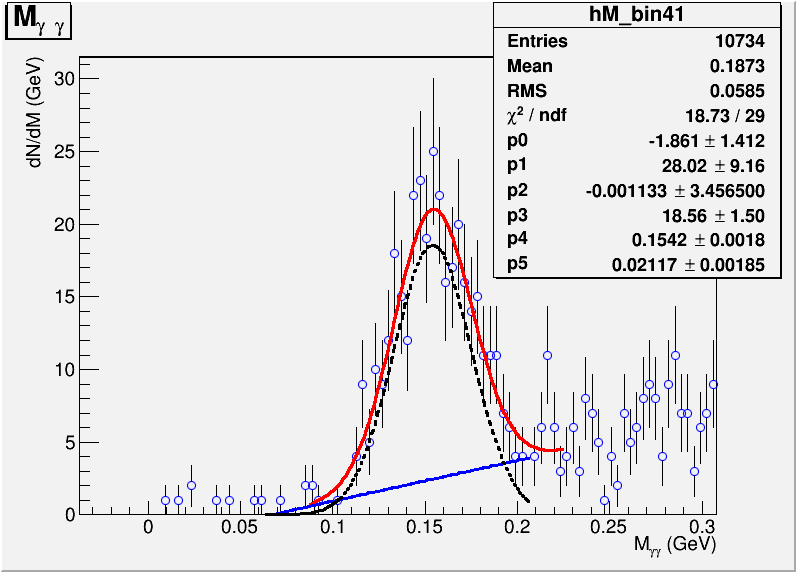 Mγ γ
hM_bin41
Entries 10734
Mean 0.1873
RMS 0.0585
χ² / ndf 18.73 / 29
p0 -1.861 ± 1.412
p1 28.02 ± 9.16
p2 -0.001133 ± 3.456500
p3 18.56 ± 1.50
p4 0.1542 ± 0.0018
p5 0.02117 ± 0.00185
dN/dM (GeV)
30
25
20
15
10
5
0
0 0.05 0.1 0.15 0.2 0.25 0.3
Mγγ (GeV)